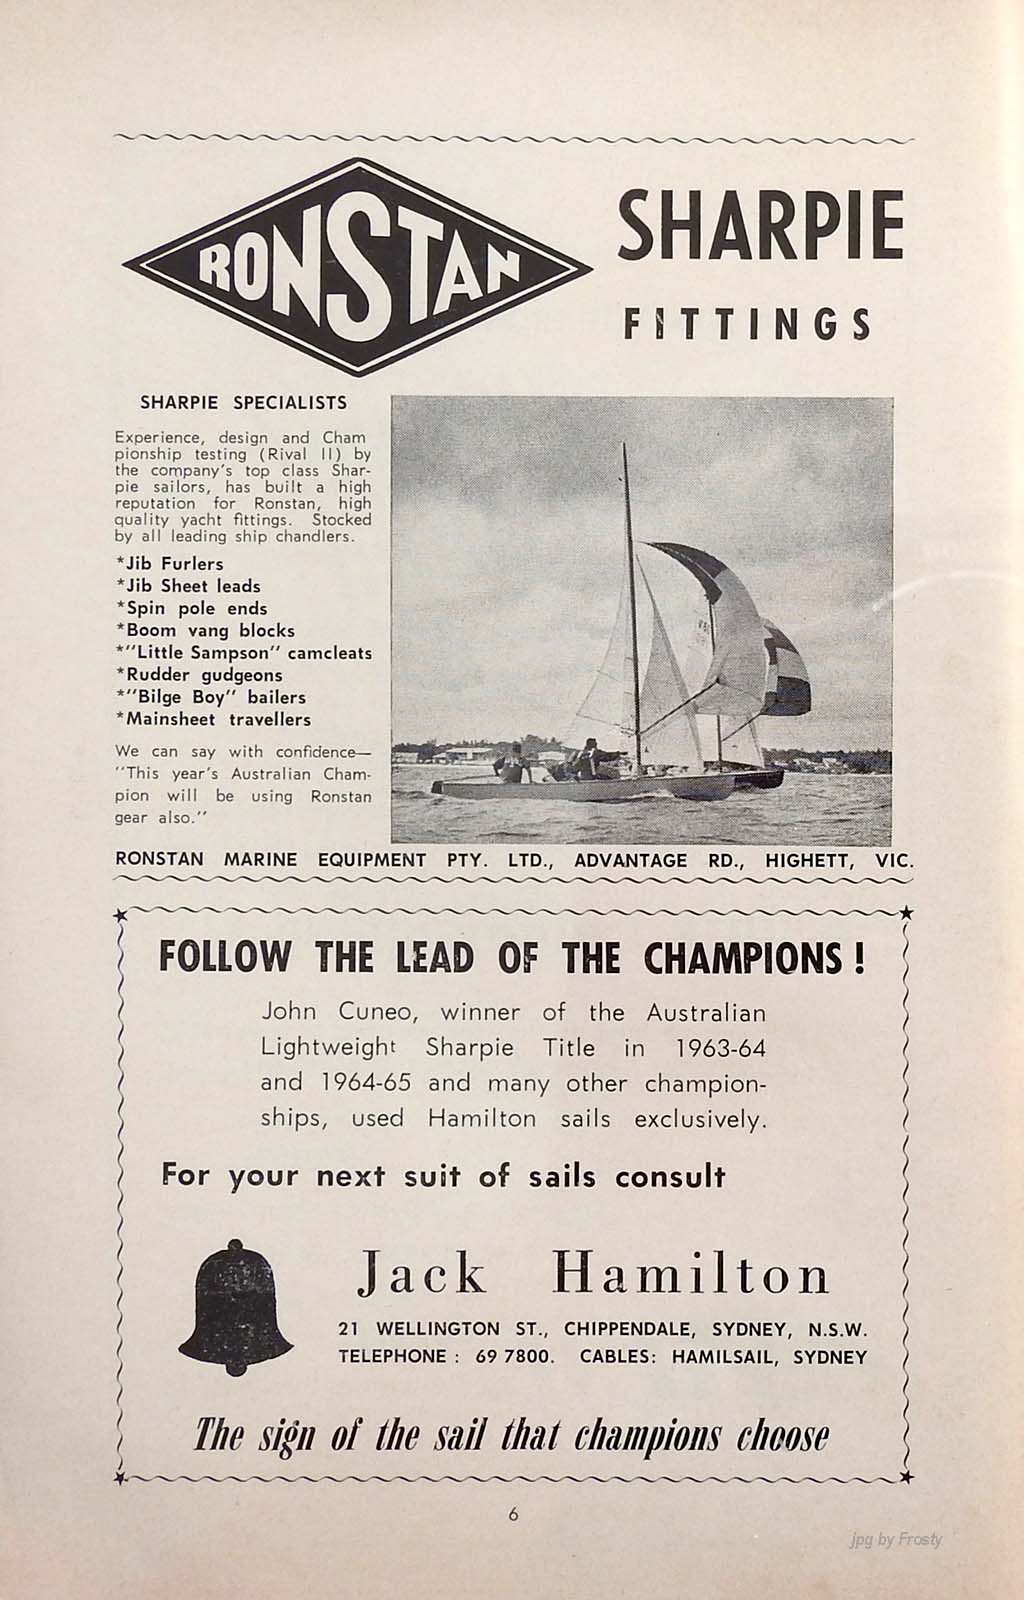 RONSTAN
SHARPIE
FITTINGS
SHARPIE SPECIALISTS
Experience, design and Cham
pionship testing (Rival II) by
the company's top class Shar-
pie sailors, has built a high
reputation for Ronstan, high
quality yacht fittings. Stocked
by all leading ship chandlers.
*Jib Furlers
*Jib Sheet leads
*Spin pole ends
*Boom vang blocks
*"Little Sampson" camcleats
*Rudder gudgeons
*"Bilge Boy" bailers
*Mainsheet travellers
We can say with confidence—
"This year's Australian Cham-
pion will be using Ronstan
gear also."
RONSTAN MARINE EQUIPMENT PTY. LTD., ADVANTAGE RD., HIGHETT, VIC.
FOLLOW THE LEAD OF THE CHAMPIONS!
John Cuneo, winner of the Australian
Lightweight Sharpie Title in 1963-64
and 1964-65 and many other champion-
ships, used Hamilton sails exclusively.
For your next suit of sails consult
Jack Hamilton
21 WELLINGTON ST., CHIPPENDALE, SYDNEY, N.S.W.
TELEPHONE : 69 7800. CABLES: HAMILSAIL, SYDNEY
The sign of the sail that champions choose
6
jpg by Frosty